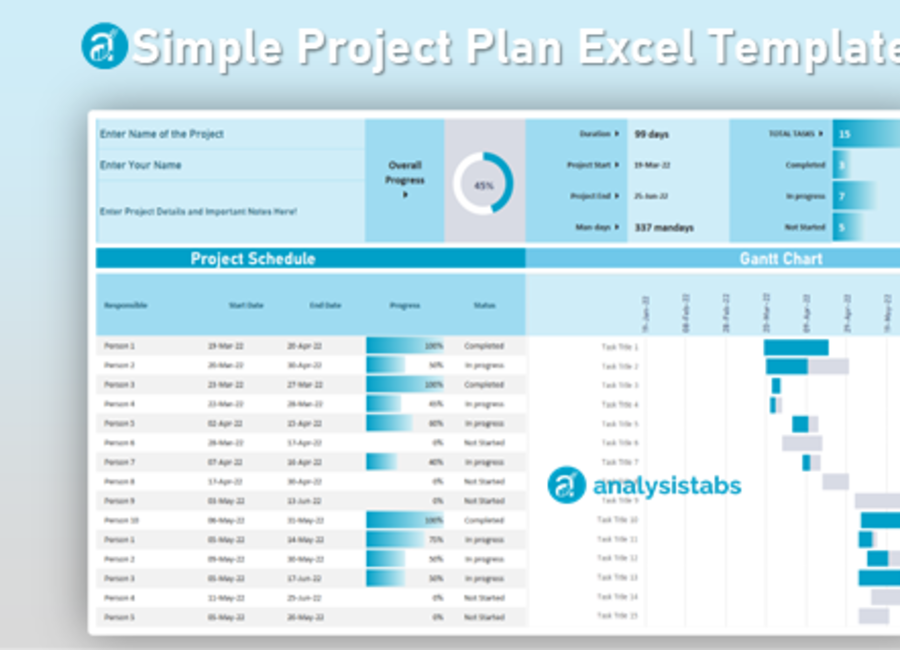 Simple Project Plan Excel Template
Enter Name of the Project
Enter Your Name
Enter Project Details and Important Notes Here!
Overall
Progress
45%
Duration 99 days
Project Start 19-Mar-22
Project End 25-Jun-22
Man days 337 mandays
TOTAL TASKS 15
Completed 3
In progress 7
Not Started 5
Project Schedule
Gantt Chart
Responsible Start Date End Date Progress Status
19-Jan-22 08-Feb-22 28-Feb-22 20-Mar-22 09-Apr-22 29-Apr-22 19-May-22
Person 1 19-Mar-22 20-Apr-22 100% Completed Task Title 1
Person 2 20-Mar-22 30-Apr-22 50% In progress Task Title 2
Person 3 23-Mar-22 27-Mar-22 100% Completed Task Title 3
Person 4 22-Mar-22 28-Mar-22 45% In progress Task Title 4
Person 5 02-Apr-22 15-Apr-22 60% In progress Task Title 5
Person 6 28-Mar-22 17-Apr-22 0% Not Started Task Title 6
Person 7 07-Apr-22 16-Apr-22 40% In progress Task Title 7
Person 8 17-Apr-22 30-Apr-22 0% Not Started
analysistabs
Person 9 03-May-22 13-Jun-22 0% Not Started Task Title 9
Person 10 06-May-22 31-May-22 100% Completed Task Title 10
Person 1 05-May-22 14-May-22 75% In progress Task Title 11
Person 2 09-May-22 30-May-22 50% In progress Task Title 12
Person 3 05-May-22 17-Jun-22 50% In progress Task Title 13
Person 4 11-May-22 25-Jun-22 0% Not Started Task Title 14
Person 5 05-May-22 26-May-22 0% Not Started Task Title 15